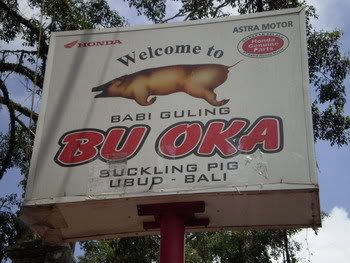 HONDA
ASTRA MOTOR
Honda
Genuine
Parts
Welcome to
BABI GULING
BU OKA
SUCKLING PIG
UBUD - BALI